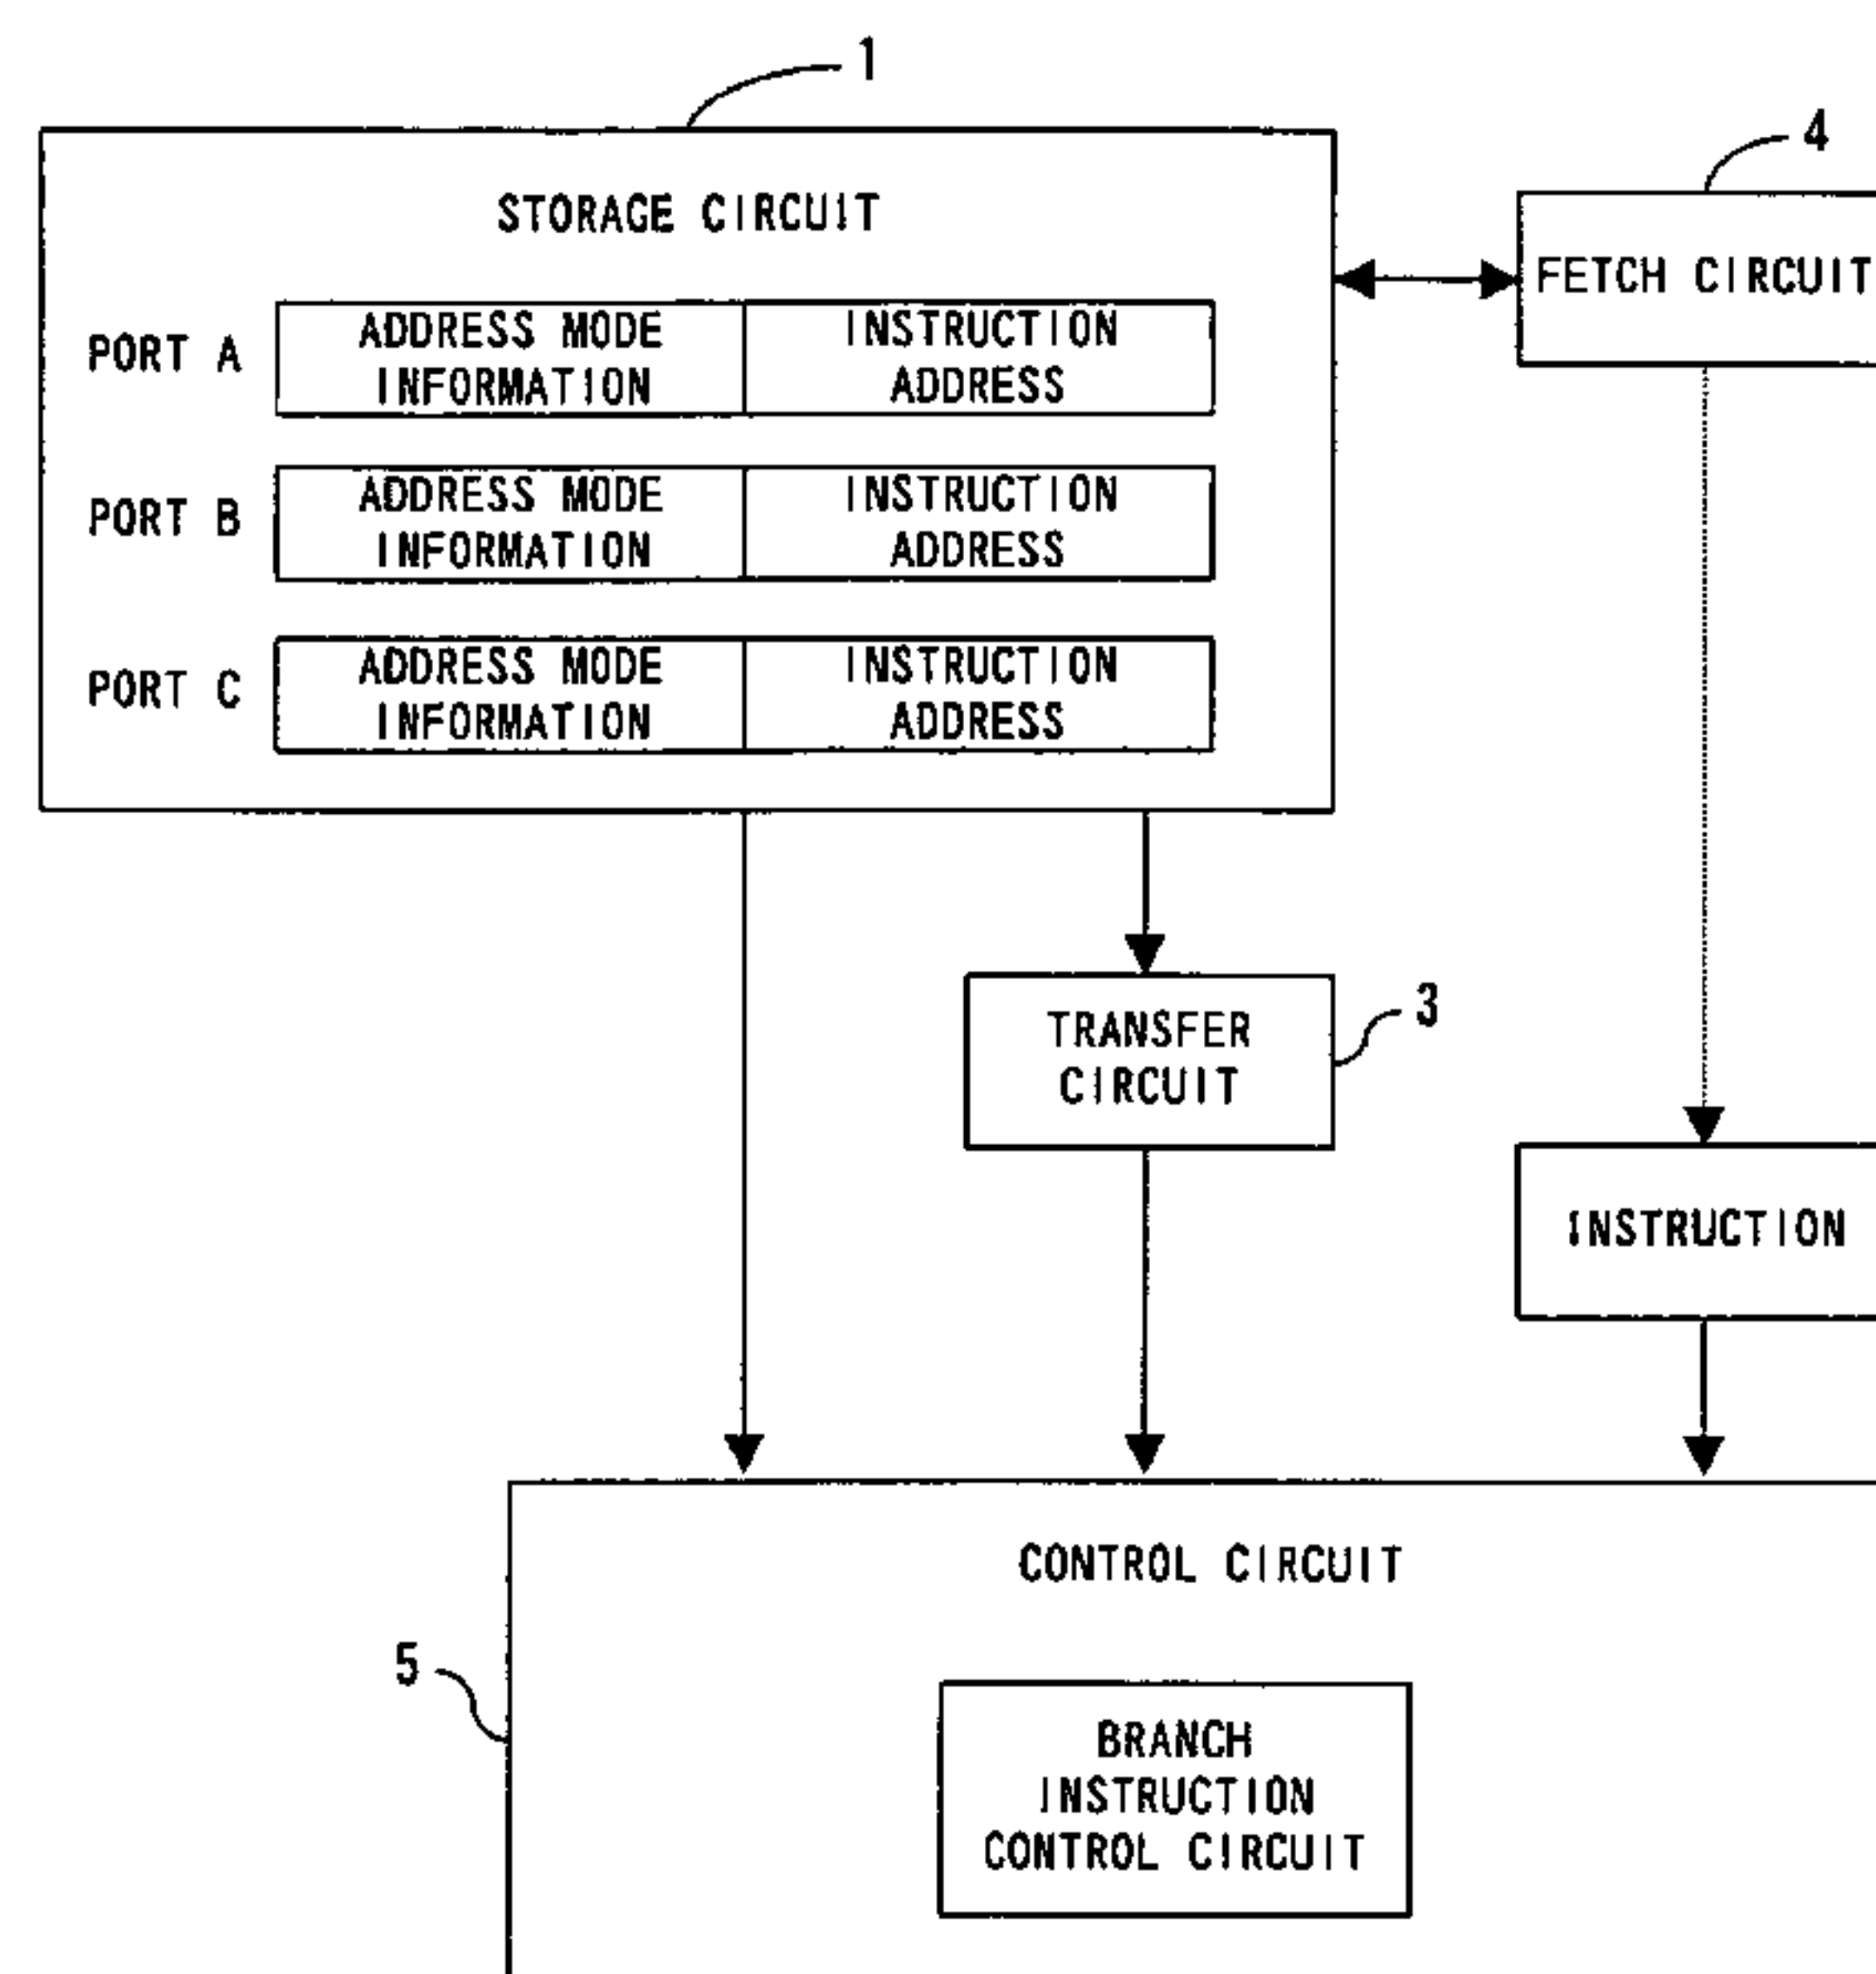 1
4
STORAGE CIRCUIT
FETCH CIRCUIT
PORT A
ADDRESS MODE
INFORMATION
INSTRUCTION
ADDRESS
PORT B
ADDRESS MODE
INFORMATION
INSTRUCTION
ADDRESS
PORT C
ADDRESS MODE
INFORMATION
INSTRUCTION
ADDRESS
TRANSFER
CIRCUIT
3
INSTRUCTION
CONTROL CIRCUIT
5
BRANCH
INSTRUCTION
CONTROL CIRCUIT